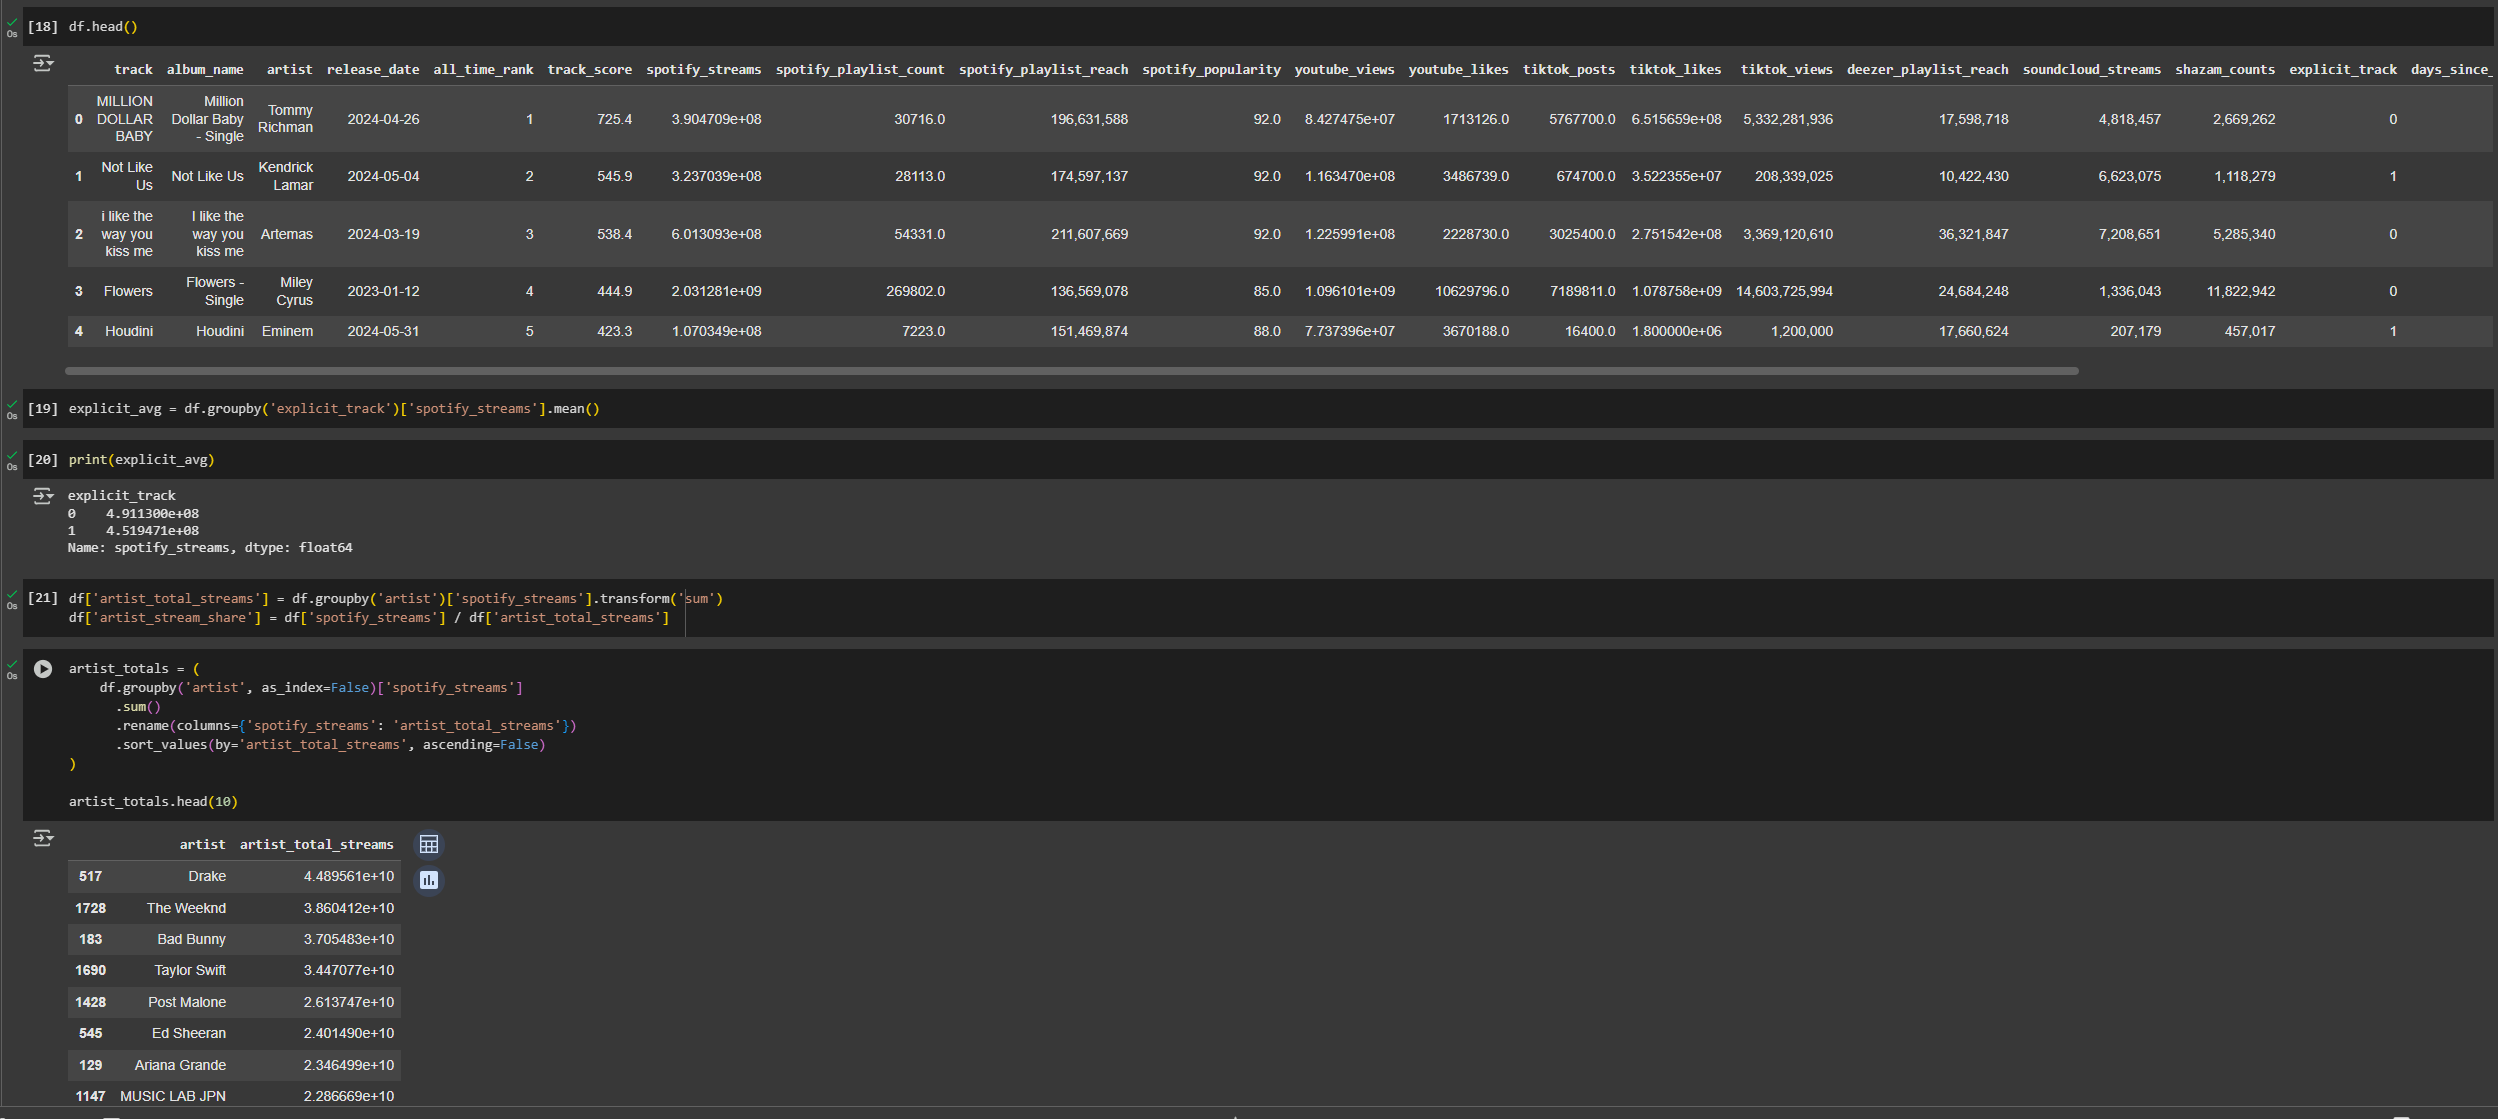 0s [18] df.head()
track album_name artist release_date all_time_rank track_score spotify_streams spotify_playlist_count spotify_playlist_reach spotify_popularity youtube_views youtube_likes tiktok_posts tiktok_likes tiktok_views deezer_playlist_reach soundcloud_streams shazam_counts explicit_track days_since_
0 MILLION DOLLAR BABY Million Dollar Baby - Single Tommy Richman 2024-04-26 1 725.4 3.904709e+08 30716.0 196,631,588 92.0 8.427475e+07 1713126.0 5767700.0 6.515659e+08 5,332,281,936 17,598,718 4,818,457 2,669,262 0
1 Not Like Us Not Like Us Kendrick Lamar 2024-05-04 2 545.9 3.237039e+08 28113.0 174,597,137 92.0 1.163470e+08 3486739.0 674700.0 3.522355e+07 208,339,025 10,422,430 6,623,075 1,118,279 1
2 i like the way you kiss me I like the way you kiss me Artemas 2024-03-19 3 538.4 6.013093e+08 54331.0 211,607,669 92.0 1.225991e+08 2228730.0 3025400.0 2.751542e+08 3,369,120,610 36,321,847 7,208,651 5,285,340 0
3 Flowers Flowers - Single Miley Cyrus 2023-01-12 4 444.9 2.031281e+09 269802.0 136,569,078 85.0 1.096101e+09 10629796.0 7189811.0 1.078758e+09 14,603,725,994 24,684,248 1,336,043 11,822,942 0
4 Houdini Houdini Eminem 2024-05-31 5 423.3 1.070349e+08 7223.0 151,469,874 88.0 7.737396e+07 3670188.0 16400.0 1.800000e+06 1,200,000 17,660,624 207,179 457,017 1
0s [19] explicit_avg = df.groupby('explicit_track')['spotify_streams'].mean()
0s [20] print(explicit_avg)
explicit_track
0    4.911300e+08
1    4.519471e+08
Name: spotify_streams, dtype: float64
0s [21] df['artist_total_streams'] = df.groupby('artist')['spotify_streams'].transform('sum')
df['artist_stream_share'] = df['spotify_streams'] / df['artist_total_streams']
0s artist_totals = (
    df.groupby('artist', as_index=False)['spotify_streams']
      .sum()
      .rename(columns={'spotify_streams': 'artist_total_streams'})
      .sort_values(by='artist_total_streams', ascending=False)
)
artist_totals.head(10)
artist artist_total_streams
517 Drake 4.489561e+10
1728 The Weeknd 3.860412e+10
183 Bad Bunny 3.705483e+10
1690 Taylor Swift 3.447077e+10
1428 Post Malone 2.613747e+10
545 Ed Sheeran 2.401490e+10
129 Ariana Grande 2.346499e+10
1147 MUSIC LAB JPN 2.286669e+10